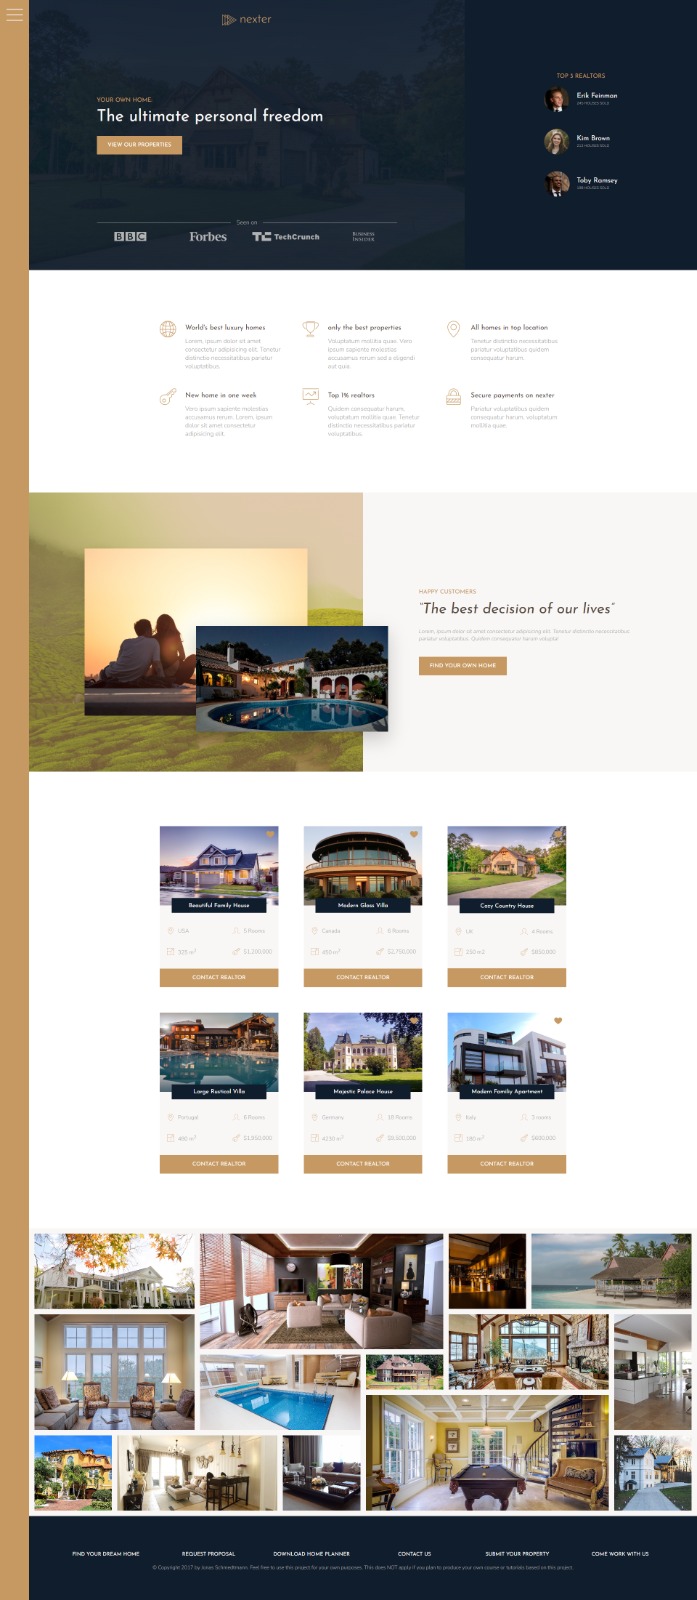 nexter
YOUR OWN HOME:
The ultimate personal freedom
VIEW OUR PROPERTIES
Seen on
BBC
Forbes
TC TechCrunch
BUSINESS
INSIDER
TOP 3 REALTORS
Erik Feinman
245 HOUSES SOLD
Kim Brown
212 HOUSES SOLD
Toby Ramsey
198 HOUSES SOLD
World's best luxury homes
Lorem, ipsum dolor sit amet
consectetur adipisicing elit. Tenetur
distinctio necessitatibus pariatur
voluptatibus.
only the best properties
Voluptatum mollitia quae. Vero
ipsum sapiente molestias
accusamus rerum sed a eligendi
aut quia.
All homes in top location
Tenetur distinctio necessitatibus
pariatur voluptatibus quidem
consequatur harum.
New home in one week
Vero ipsum sapiente molestias
accusamus rerum. Lorem, ipsum
dolor sit amet consectetur
adipisicing elit.
Top 1% realtors
Quidem consequatur harum,
voluptatum mollitia quae. Tenetur
distinctio necessitatibus pariatur
voluptatibus.
Secure payments on nexter
Pariatur voluptatibus quidem
consequatur harum, voluptatum
mollitia quae.
HAPPY CUSTOMERS
“The best decision of our lives”
Lorem, ipsum dolor sit amet consectetur adipisicing elit. Tenetur distinctio necessitatibus
pariatur voluptatibus. Quidem consequatur harum volupta!
FIND YOUR OWN HOME
Beautiful Family House
USA
5 Rooms
325 m²
$1,200,000
CONTACT REALTOR
Modern Glass Villa
Canada
6 Rooms
450 m²
$2,750,000
CONTACT REALTOR
Cozy Country House
UK
4 Rooms
250 m2
$850,000
CONTACT REALTOR
Large Rustical Villa
Portugal
6 Rooms
480 m²
$1,950,000
CONTACT REALTOR
Majestic Palace House
Germany
18 Rooms
4230 m²
$9,500,000
CONTACT REALTOR
Modern Familiy Apartment
Italy
3 rooms
180 m²
$600,000
CONTACT REALTOR
FIND YOUR DREAM HOME
REQUEST PROPOSAL
DOWNLOAD HOME PLANNER
CONTACT US
SUBMIT YOUR PROPERTY
COME WORK WITH US
© Copyright 2017 by Jonas Schmedtmann. Feel free to use this project for your own purposes. This does NOT apply if you plan to produce your own course or tutorials based on this project.